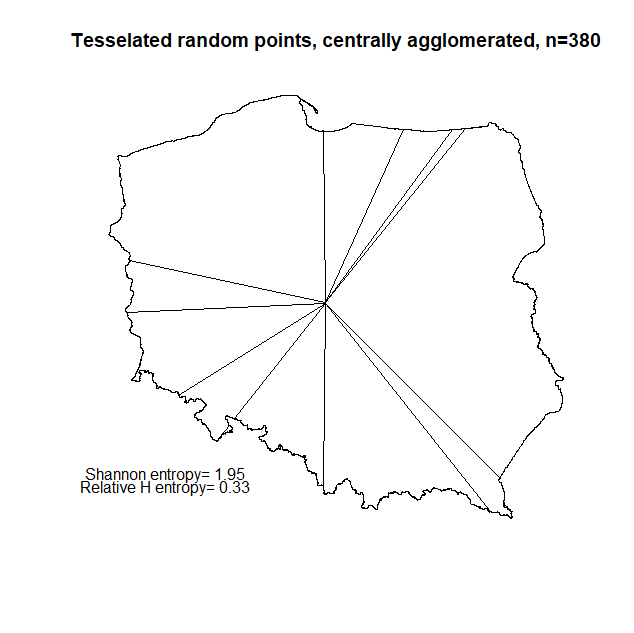 Tesselated random points, centrally agglomerated, n=380
Shannon entropy= 1.95
Relative H entropy= 0.33